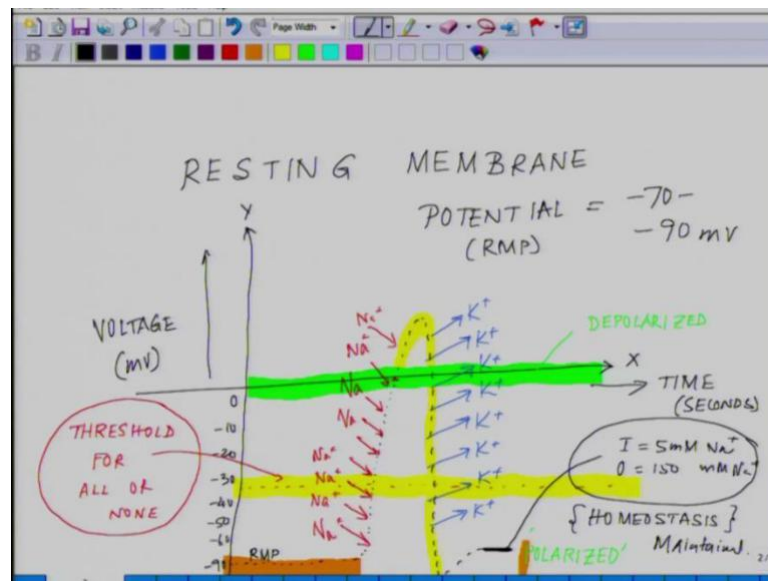 Page Width
B I
RESTING MEMBRANE
POTENTIAL = -70-
(RMP) -90 mV
Y
VOLTAGE
(mV)
Na+
Na+
Na
Na
Na+
Na+
Na+
Na+
K+
K+
K+
K+
K+
K+
K+
K+
DEPOLARIZED
X
TIME
(SECONDS)
0
-10
-20
-30
-40
-50
-60
-90
THRESHOLD
FOR
ALL OR
NONE
RMP
I = 5mM Na+
O = 150 mM Na+
{HOMEOSTASIS}
Maintained.
'POLARIZED'